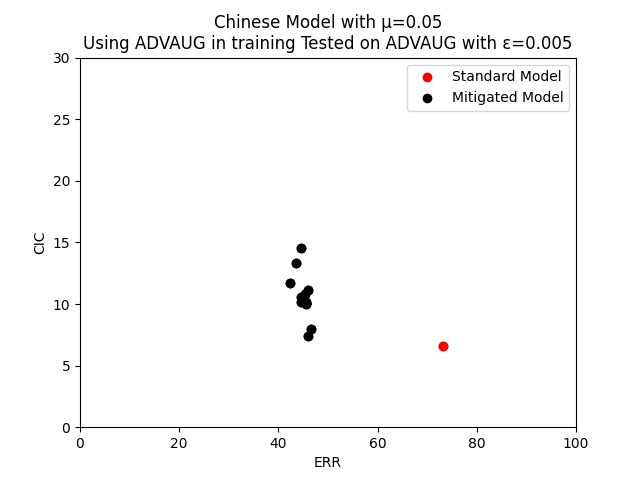 Chinese Model with μ=0.05
Using ADVAUG in training Tested on ADVAUG with ε=0.005
Standard Model
Mitigated Model
30
25
20
15
10
5
0
CIC
0 20 40 60 80 100
ERR